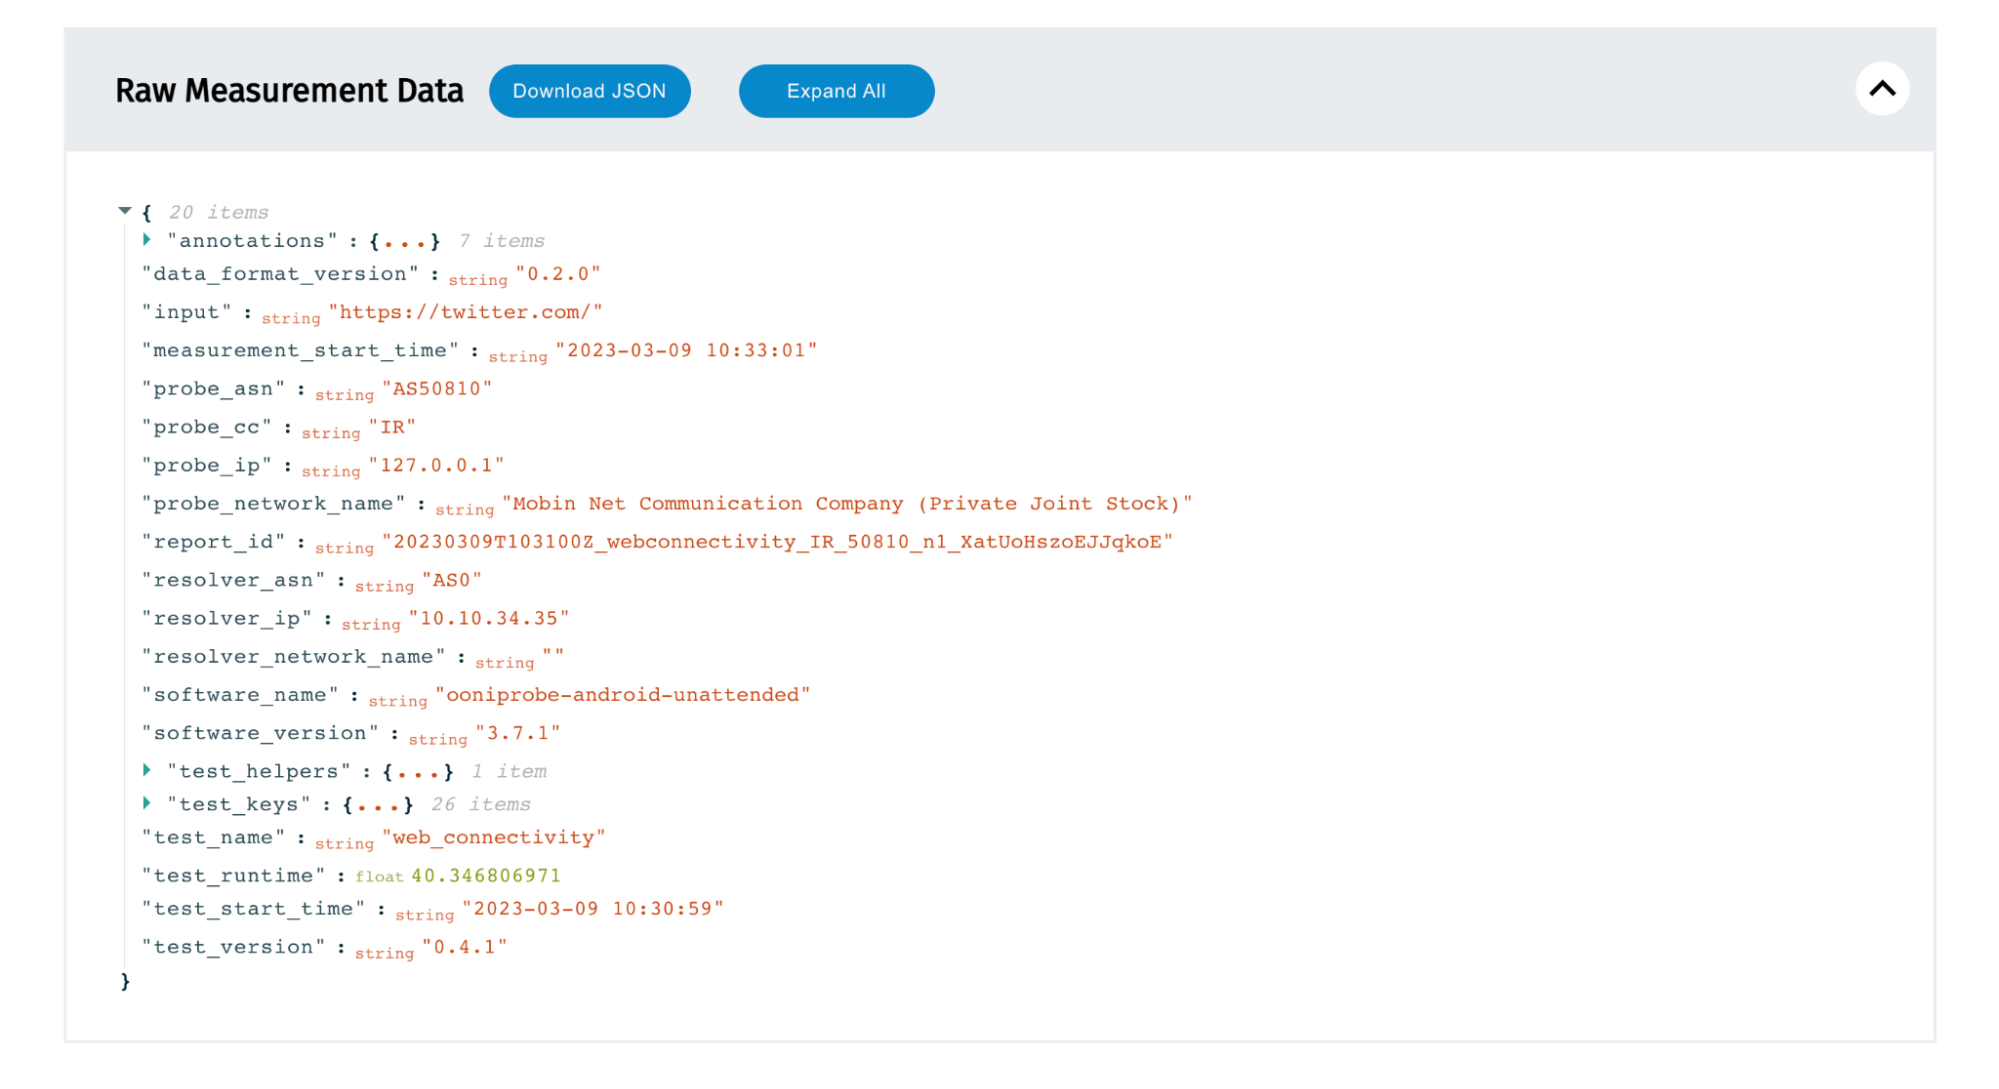 Raw Measurement Data Download JSON Expand All
{ 20 items
"annotations" : {...} 7 items
"data_format_version" : string "0.2.0"
"input" : string "https://twitter.com/"
"measurement_start_time" : string "2023-03-09 10:33:01"
"probe_asn" : string "AS50810"
"probe_cc" : string "IR"
"probe_ip" : string "127.0.0.1"
"probe_network_name" : string "Mobin Net Communication Company (Private Joint Stock)"
"report_id" : string "20230309T103100Z_webconnectivity_IR_50810_n1_XatUoHszoEJJqkoE"
"resolver_asn" : string "AS0"
"resolver_ip" : string "10.10.34.35"
"resolver_network_name" : string ""
"software_name" : string "ooniprobe-android-unattended"
"software_version" : string "3.7.1"
"test_helpers" : {...} 1 item
"test_keys" : {...} 26 items
"test_name" : string "web_connectivity"
"test_runtime" : float 40.346806971
"test_start_time" : string "2023-03-09 10:30:59"
"test_version" : string "0.4.1"
}